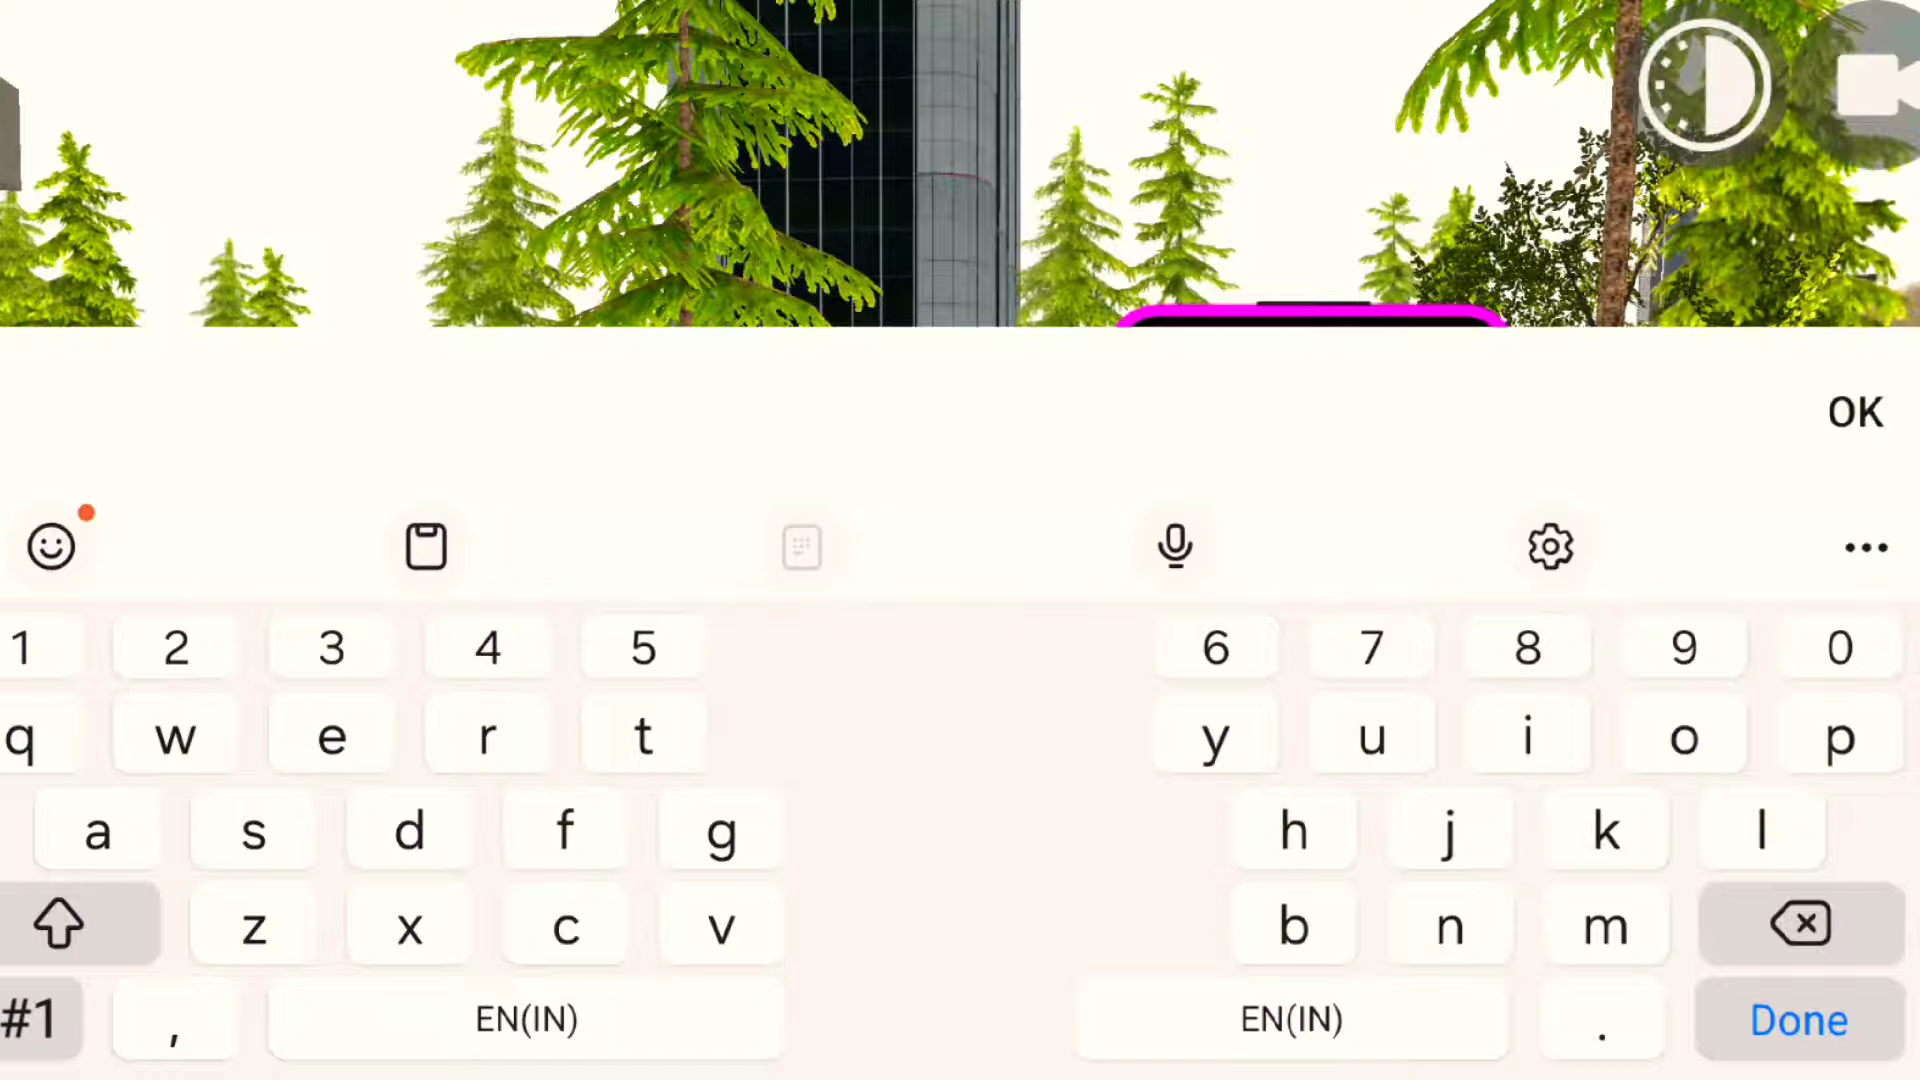 OK
1 2 3 4 5 6 7 8 9 0
q w e r t y u i o p
a s d f g h j k l
z x c v b n m
#1 , EN(IN) EN(IN) . Done